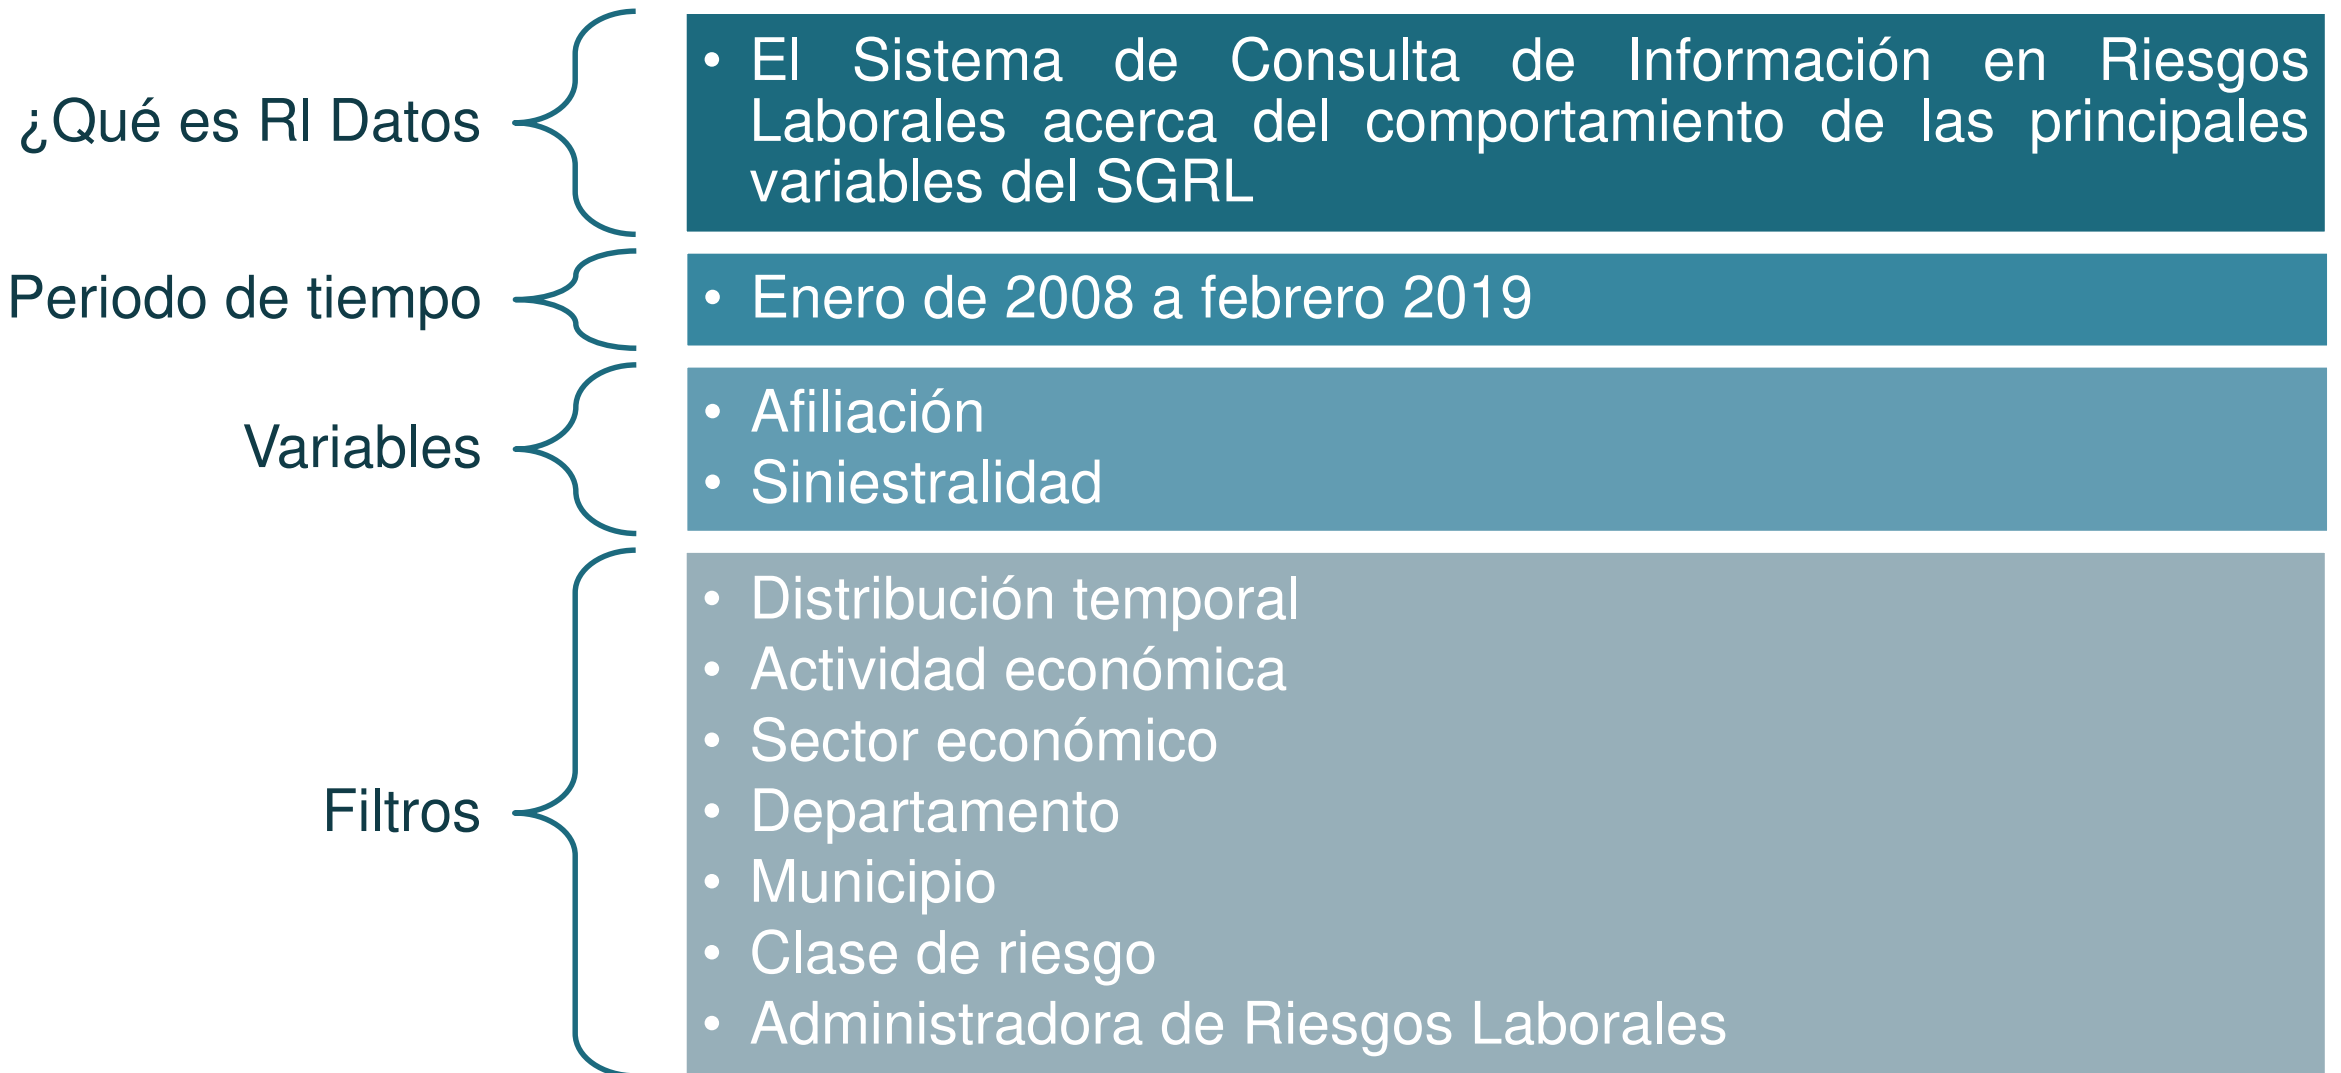 ¿Qué es Rl Datos
• El Sistema de Consulta de Información en Riesgos
Laborales acerca del comportamiento de las principales
variables del SGRL
Periodo de tiempo
• Enero de 2008 a febrero 2019
Variables
• Afiliación
• Siniestralidad
Filtros
• Distribución temporal
• Actividad económica
• Sector económico
• Departamento
• Municipio
• Clase de riesgo
• Administradora de Riesgos Laborales